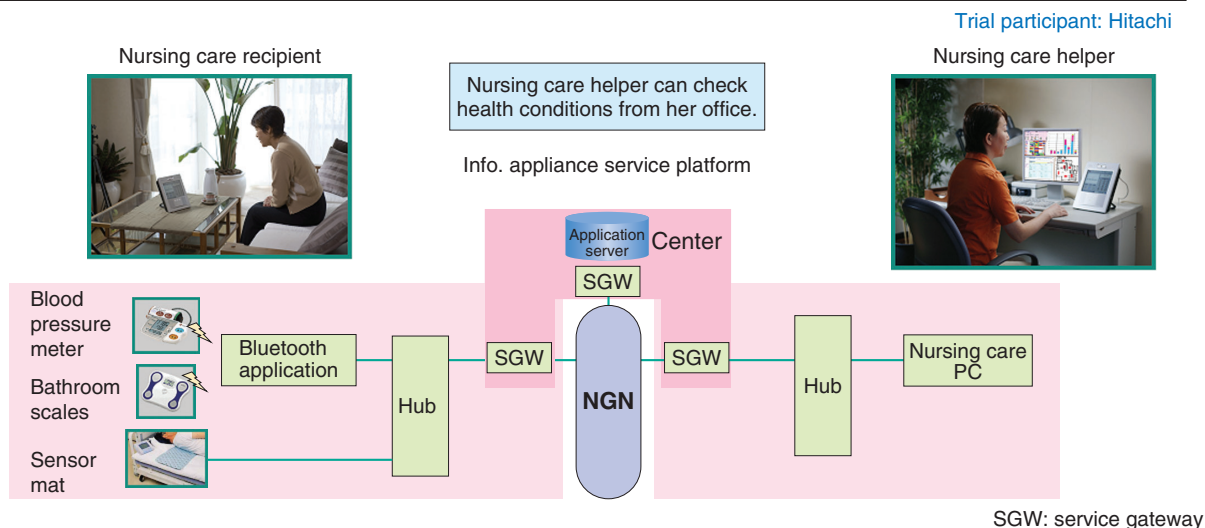 Trial participant: Hitachi
Nursing care recipient
Nursing care helper
Nursing care helper can check
health conditions from her office.
Info. appliance service platform
Application
server
Center
SGW
Blood
pressure
meter
Bluetooth
application
Bathroom
scales
Sensor
mat
Hub
SGW
NGN
SGW
Hub
Nursing care
PC
SGW: service gateway